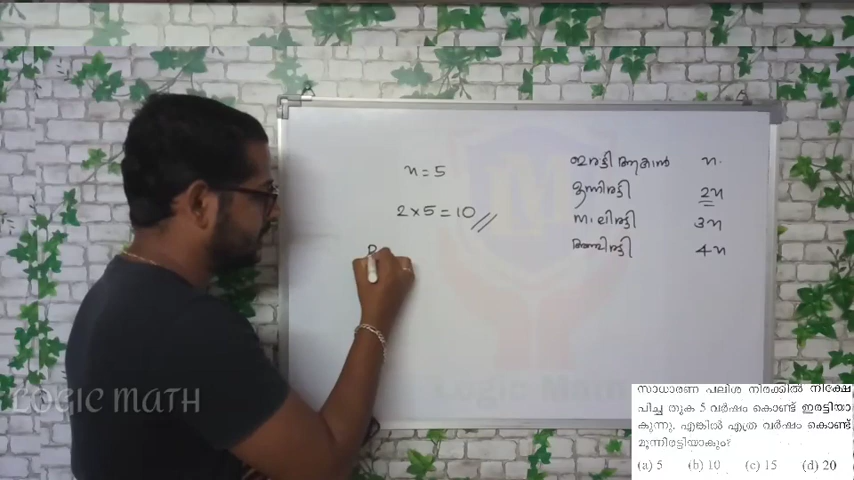 n = 5
2 × 5 = 10
ഇരട്ടി ആകാൻ n
മൂന്നിരട്ടി 2n
നാലിരട്ടി 3n
അഞ്ചിരട്ടി 4n
LOGIC MATH
സാധാരണ പലിശ നിരക്കിൽ നിക്ഷേ
പിച്ച തുക 5 വർഷം കൊണ്ട് ഇരട്ടിയാ
കുന്നു. എങ്കിൽ എത്ര വർഷം കൊണ്ട്
മൂന്നിരട്ടിയാകും?
(a) 5 (b) 10 (c) 15 (d) 20